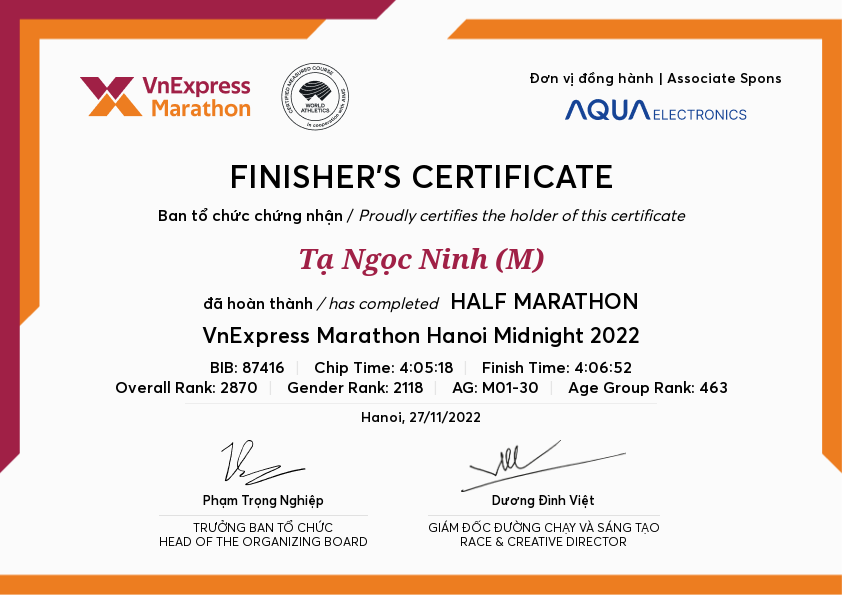 VnExpress
Marathon
CERTIFIED MEASURED COURSE
WORLD
ATHLETICS
in cooperation with AIMS
Đơn vị đồng hành | Associate Spons
AQUA ELECTRONICS
FINISHER'S CERTIFICATE
Ban tổ chức chứng nhận / Proudly certifies the holder of this certificate
Tạ Ngọc Ninh (M)
đã hoàn thành / has completed HALF MARATHON
VnExpress Marathon Hanoi Midnight 2022
BIB: 87416 | Chip Time: 4:05:18 | Finish Time: 4:06:52
Overall Rank: 2870 | Gender Rank: 2118 | AG: M01-30 | Age Group Rank: 463
Hanoi, 27/11/2022
Phạm Trọng Nghiệp
Dương Đình Việt
TRƯỞNG BAN TỔ CHỨC
HEAD OF THE ORGANIZING BOARD
GIÁM ĐỐC ĐƯỜNG CHẠY VÀ SÁNG TẠO
RACE & CREATIVE DIRECTOR